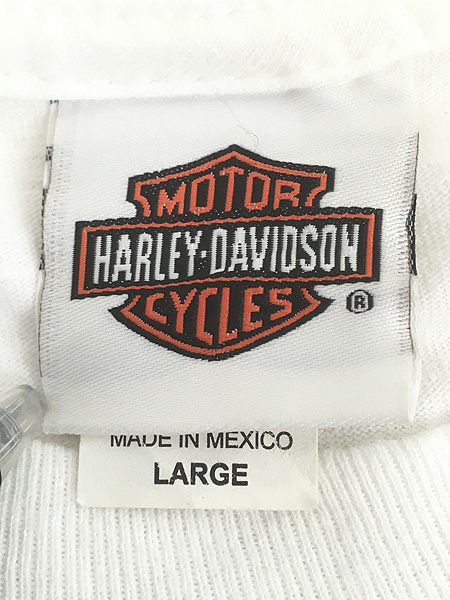 MOTOR
HARLEY-DAVIDSON
CYCLES
®
MADE IN MEXICO
LARGE